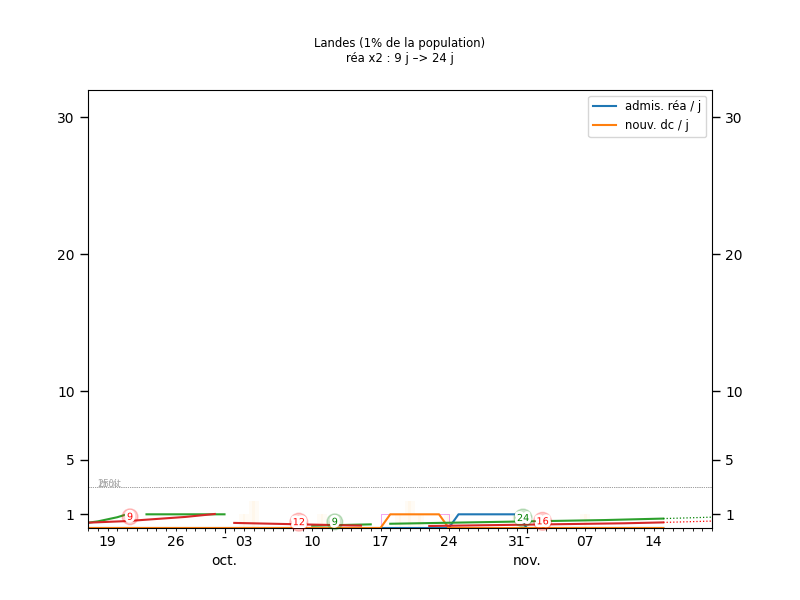 Landes (1% de la population)
réa x2 : 9 j –> 24 j
admis. réa / j
nouv. dc / j
30 30
20 20
10 10
5 5
1 1
9 12 9 24 16
19 26 - 03 10 17 24 31 - 07 14
oct. nov.